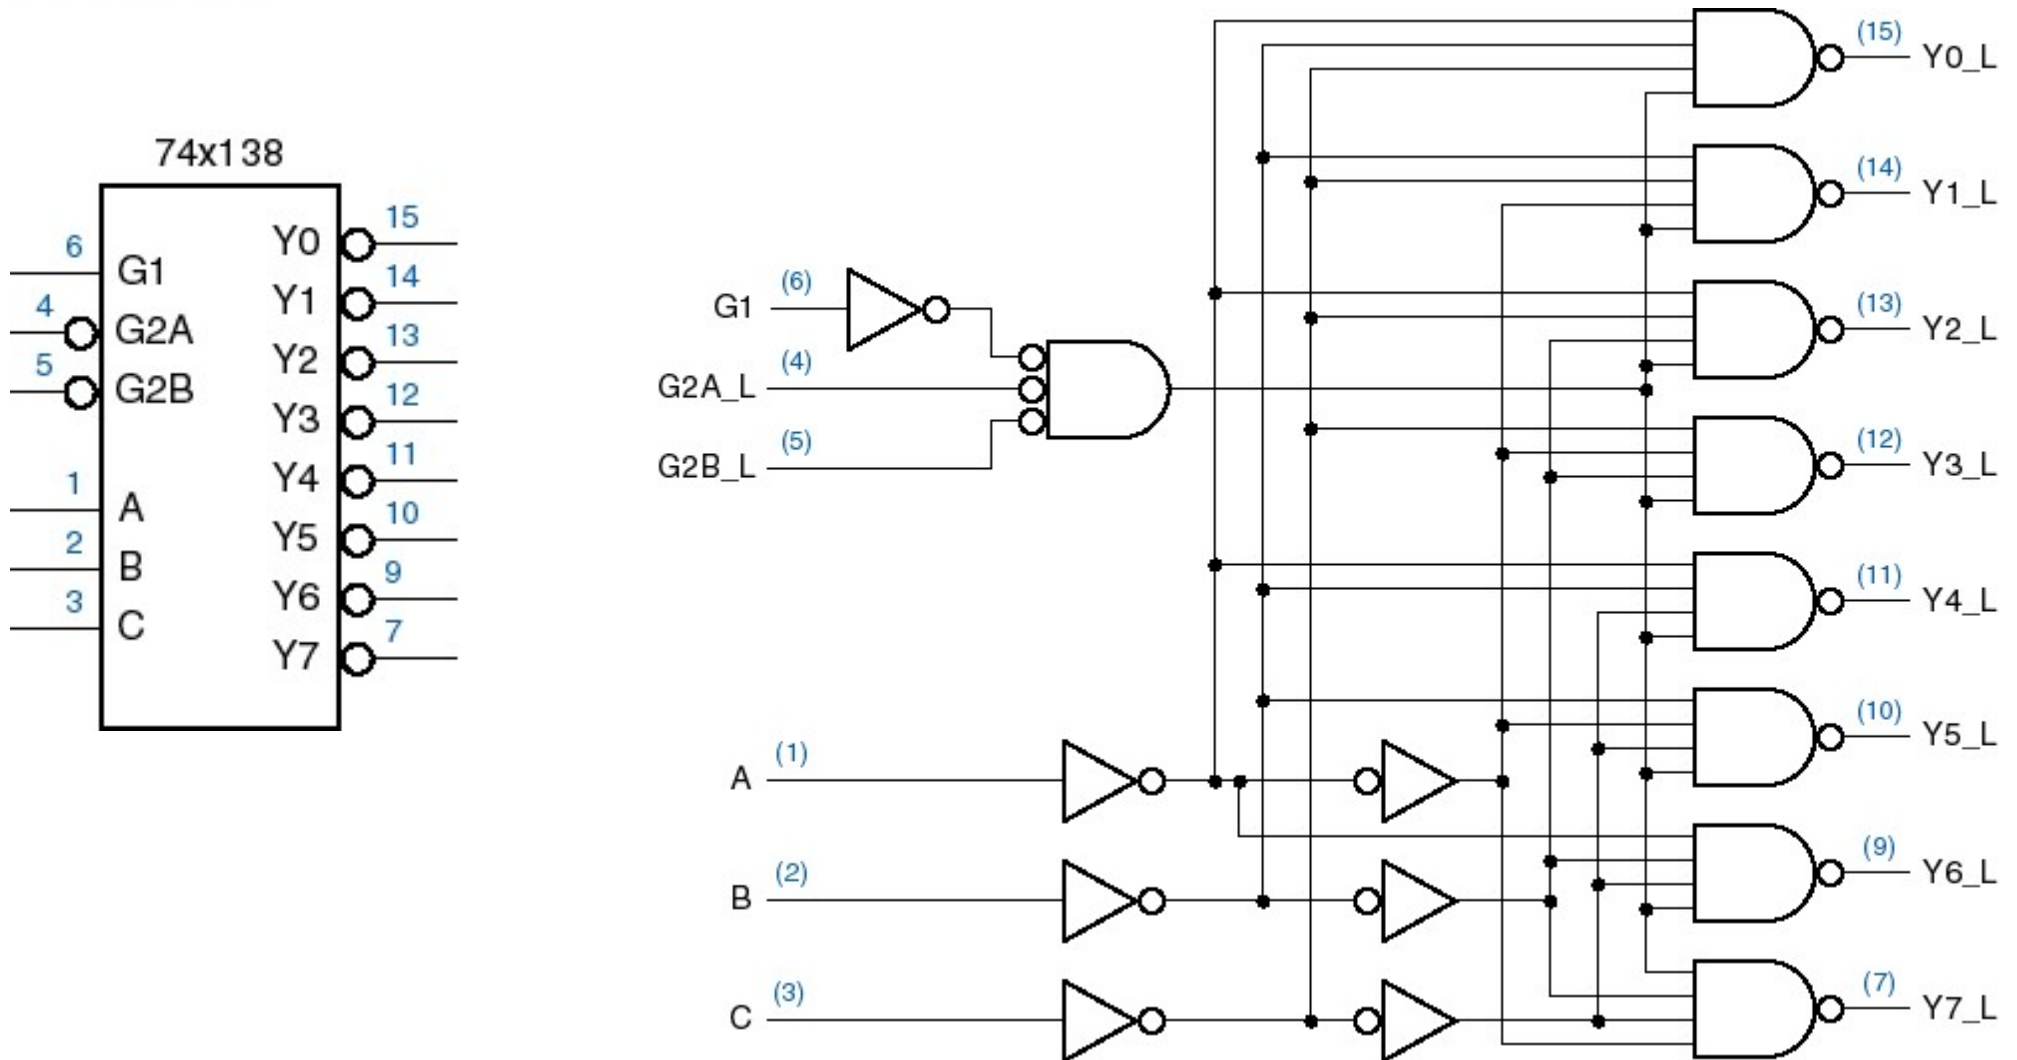 74x138
6
G1
4
G2A
5
G2B
1
A
2
B
3
C
Y0
15
Y1
14
Y2
13
Y3
12
Y4
11
Y5
10
Y6
9
Y7
7
G1
(6)
G2A_L
(4)
G2B_L
(5)
A
(1)
B
(2)
C
(3)
(15)
Y0_L
(14)
Y1_L
(13)
Y2_L
(12)
Y3_L
(11)
Y4_L
(10)
Y5_L
(9)
Y6_L
(7)
Y7_L